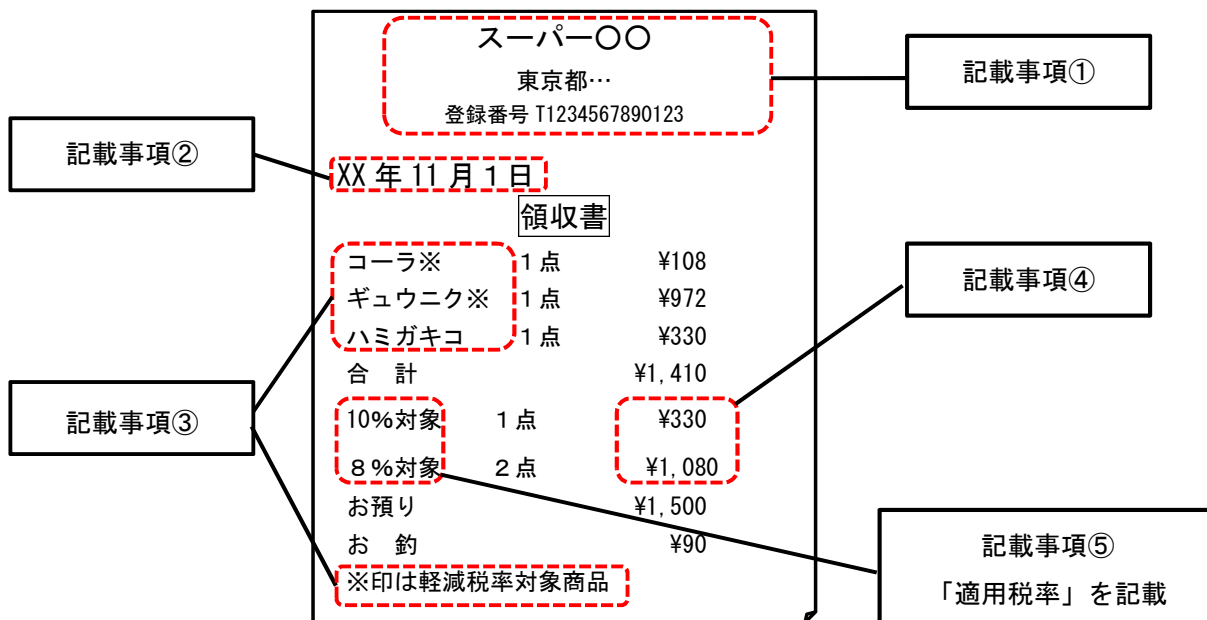 スーパー〇〇
東京都…
登録番号 T1234567890123
記載事項①
記載事項②
XX 年 11 月 1 日
領収書
コーラ※ 1 点 ¥108
ギュウニク※ 1 点 ¥972
ハミガキコ 1 点 ¥330
合 計 ¥1,410
10%対象 1 点 ¥330
8%対象 2 点 ¥1,080
お預り ¥1,500
お 釣 ¥90
※印は軽減税率対象商品
記載事項③
記載事項④
記載事項⑤
「適用税率」を記載